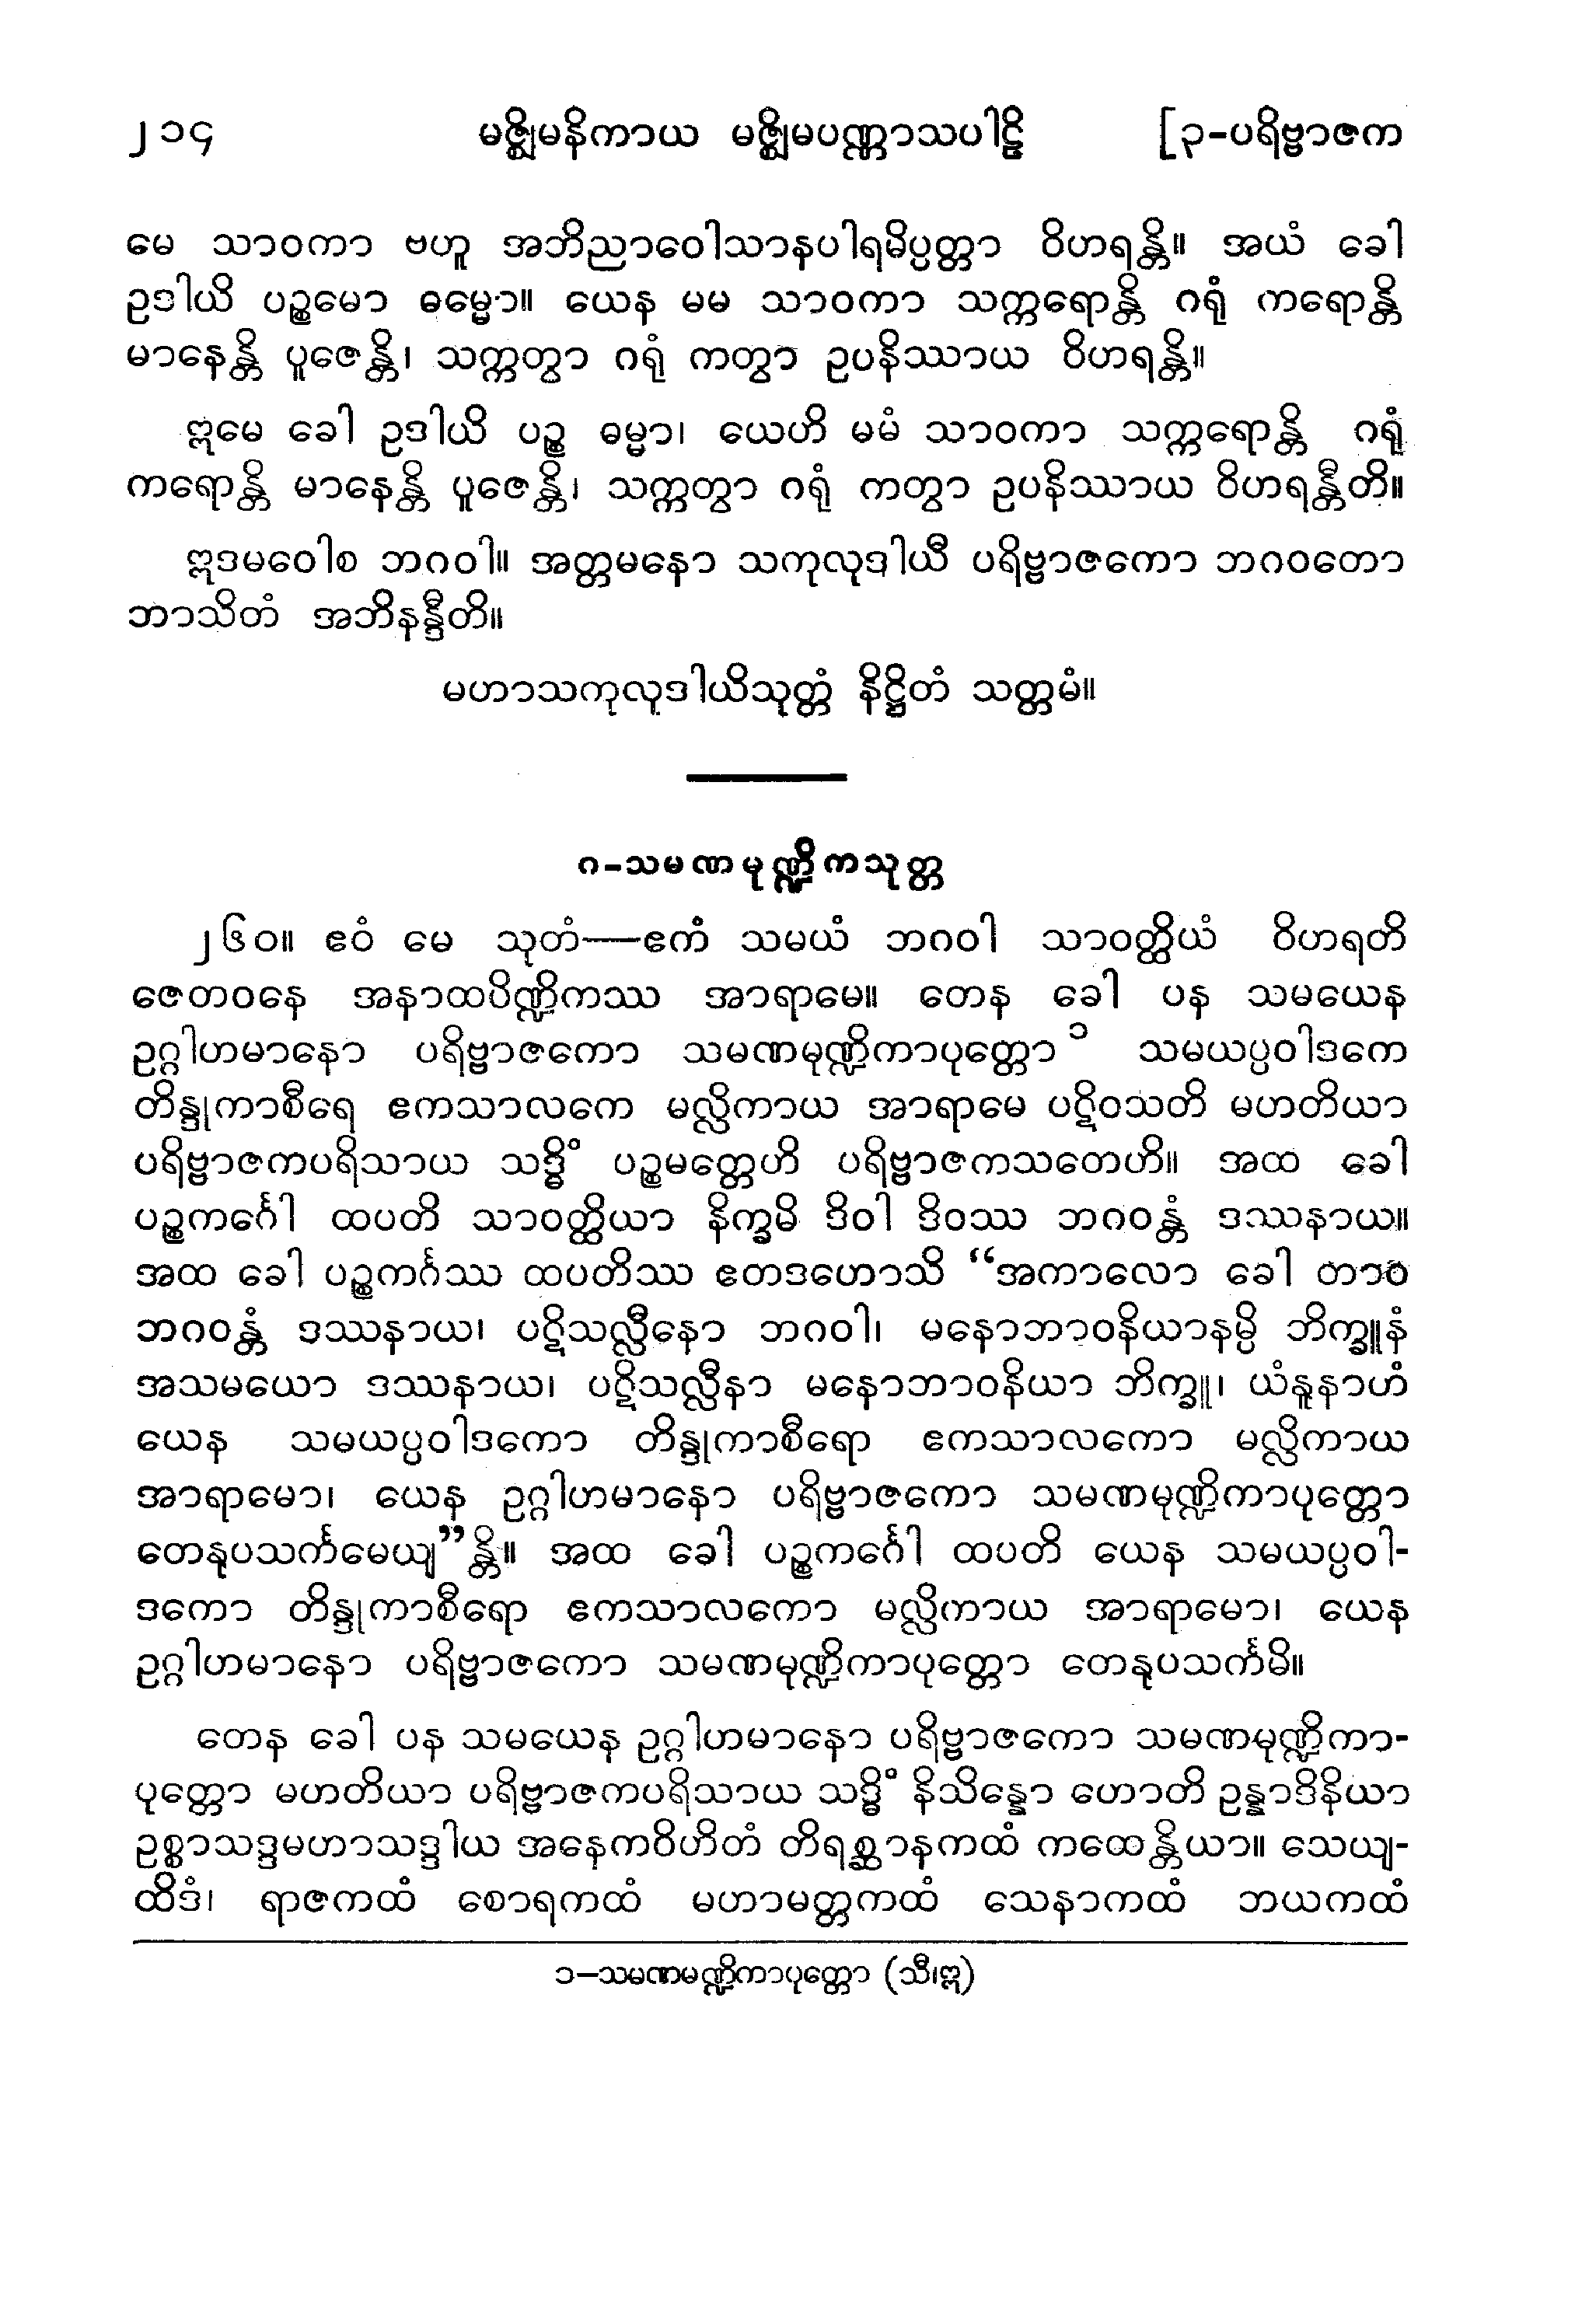 ၂၁၄ မဇ္ဈိမနိကာယ မဇ္ဈိမပဏ္ဏာသပါဠိ [၃-ပရိဗ္ဗာဇက
မေ သာဝကာ ဗဟူ အဘိညာဝေါသာနပါရမိပ္ပတ္တာ ဝိဟရန္တိ။ အယံ ခေါ
ဥဒါယိ ပဉ္စမော ဓမ္မော။ ယေန မမ သာဝကာ သက္ကရောန္တိ ဂရုံ ကရောန္တိ
မာနေန္တိ ပူဇေန္တိ၊ သက္ကတွာ ဂရုံ ကတွာ ဥပနိဿာယ ဝိဟရန္တိ။
ဣမေ ခေါ ဥဒါယိ ပဉ္စ ဓမ္မာ၊ ယေဟိ မမံ သာဝကာ သက္ကရောန္တိ ဂရုံ
ကရောန္တိ မာနေန္တိ ပူဇေန္တိ၊ သက္ကတွာ ဂရုံ ကတွာ ဥပနိဿာယ ဝိဟရန္တီတိ။
ဣဒမဝေါစ ဘဂဝါ။ အတ္တမနော သကုလုဒါယီ ပရိဗ္ဗာဇကော ဘဂဝတော
ဘာသိတံ အဘိနန္ဒီတိ။
မဟာသကုလုဒါယိသုတ္တံ နိဋ္ဌိတံ သတ္တမံ။
ဂ-သမဏမုဏ္ဍိကသုတ္တ
၂၆၀။ ဧဝံ မေ သုတံ—ဧကံ သမယံ ဘဂဝါ သာဝတ္ထိယံ ဝိဟရတိ
ဇေတဝနေ အနာထပိဏ္ဍိကဿ အာရာမေ။ တေန ခေါ ပန သမယေန
ဥဂ္ဂါဟမာနော ပရိဗ္ဗာဇကော သမဏမုဏ္ဍိကာပုတ္တော ၁ သမယပ္ပဝါဒကေ
တိန္ဒုကာစီရေ ဧကသာလကေ မလ္လိကာယ အာရာမေ ပဋိဝသတိ မဟတိယာ
ပရိဗ္ဗာဇကပရိသာယ သဒ္ဓိံ ပဉ္စမတ္တေဟိ ပရိဗ္ဗာဇကသတေဟိ။ အထ ခေါ
ပဉ္စကင်္ဂေါ ထပတိ သာဝတ္ထိယာ နိက္ခမိ ဒိဝါ ဒိဝဿ ဘဂဝန္တံ ဒဿနာယ။
အထ ခေါ ပဉ္စကင်္ဂဿ ထပတိဿ ဧတဒဟောသိ “အကာလော ခေါ တာဝ
ဘဂဝန္တံ ဒဿနာယ၊ ပဋိသလ္လီနော ဘဂဝါ၊ မနောဘာဝနိယာနမ္ပိ ဘိက္ခူနံ
အသမယော ဒဿနာယ၊ ပဋိသလ္လီနာ မနောဘာဝနိယာ ဘိက္ခူ၊ ယံနူနာဟံ
ယေန သမယပ္ပဝါဒကော တိန္ဒုကာစီရော ဧကသာလကော မလ္လိကာယ
အာရာမော၊ ယေန ဥဂ္ဂါဟမာနော ပရိဗ္ဗာဇကော သမဏမုဏ္ဍိကာပုတ္တော
တေနုပသင်္ကမေယျ”န္တိ။ အထ ခေါ ပဉ္စကင်္ဂေါ ထပတိ ယေန သမယပ္ပဝါ-
ဒကော တိန္ဒုကာစီရော ဧကသာလကော မလ္လိကာယ အာရာမော၊ ယေန
ဥဂ္ဂါဟမာနော ပရိဗ္ဗာဇကော သမဏမုဏ္ဍိကာပုတ္တော တေနုပသင်္ကမိ။
တေန ခေါ ပန သမယေန ဥဂ္ဂါဟမာနော ပရိဗ္ဗာဇကော သမဏမုဏ္ဍိကာ-
ပုတ္တော မဟတိယာ ပရိဗ္ဗာဇကပရိသာယ သဒ္ဓိံ နိသိန္နော ဟောတိ ဥန္နာဒိနိယာ
ဥစ္စာသဒ္ဒမဟာသဒ္ဒါယ အနေကဝိဟိတံ တိရစ္ဆာနကထံ ကထေန္တိယာ။ သေယျ-
ထိဒံ၊ ရာဇကထံ စောရကထံ မဟာမတ္တကထံ သေနာကထံ ဘယကထံ
၁—သမဏမဏ္ဍိကာပုတ္တော (သီ၊ဣ)